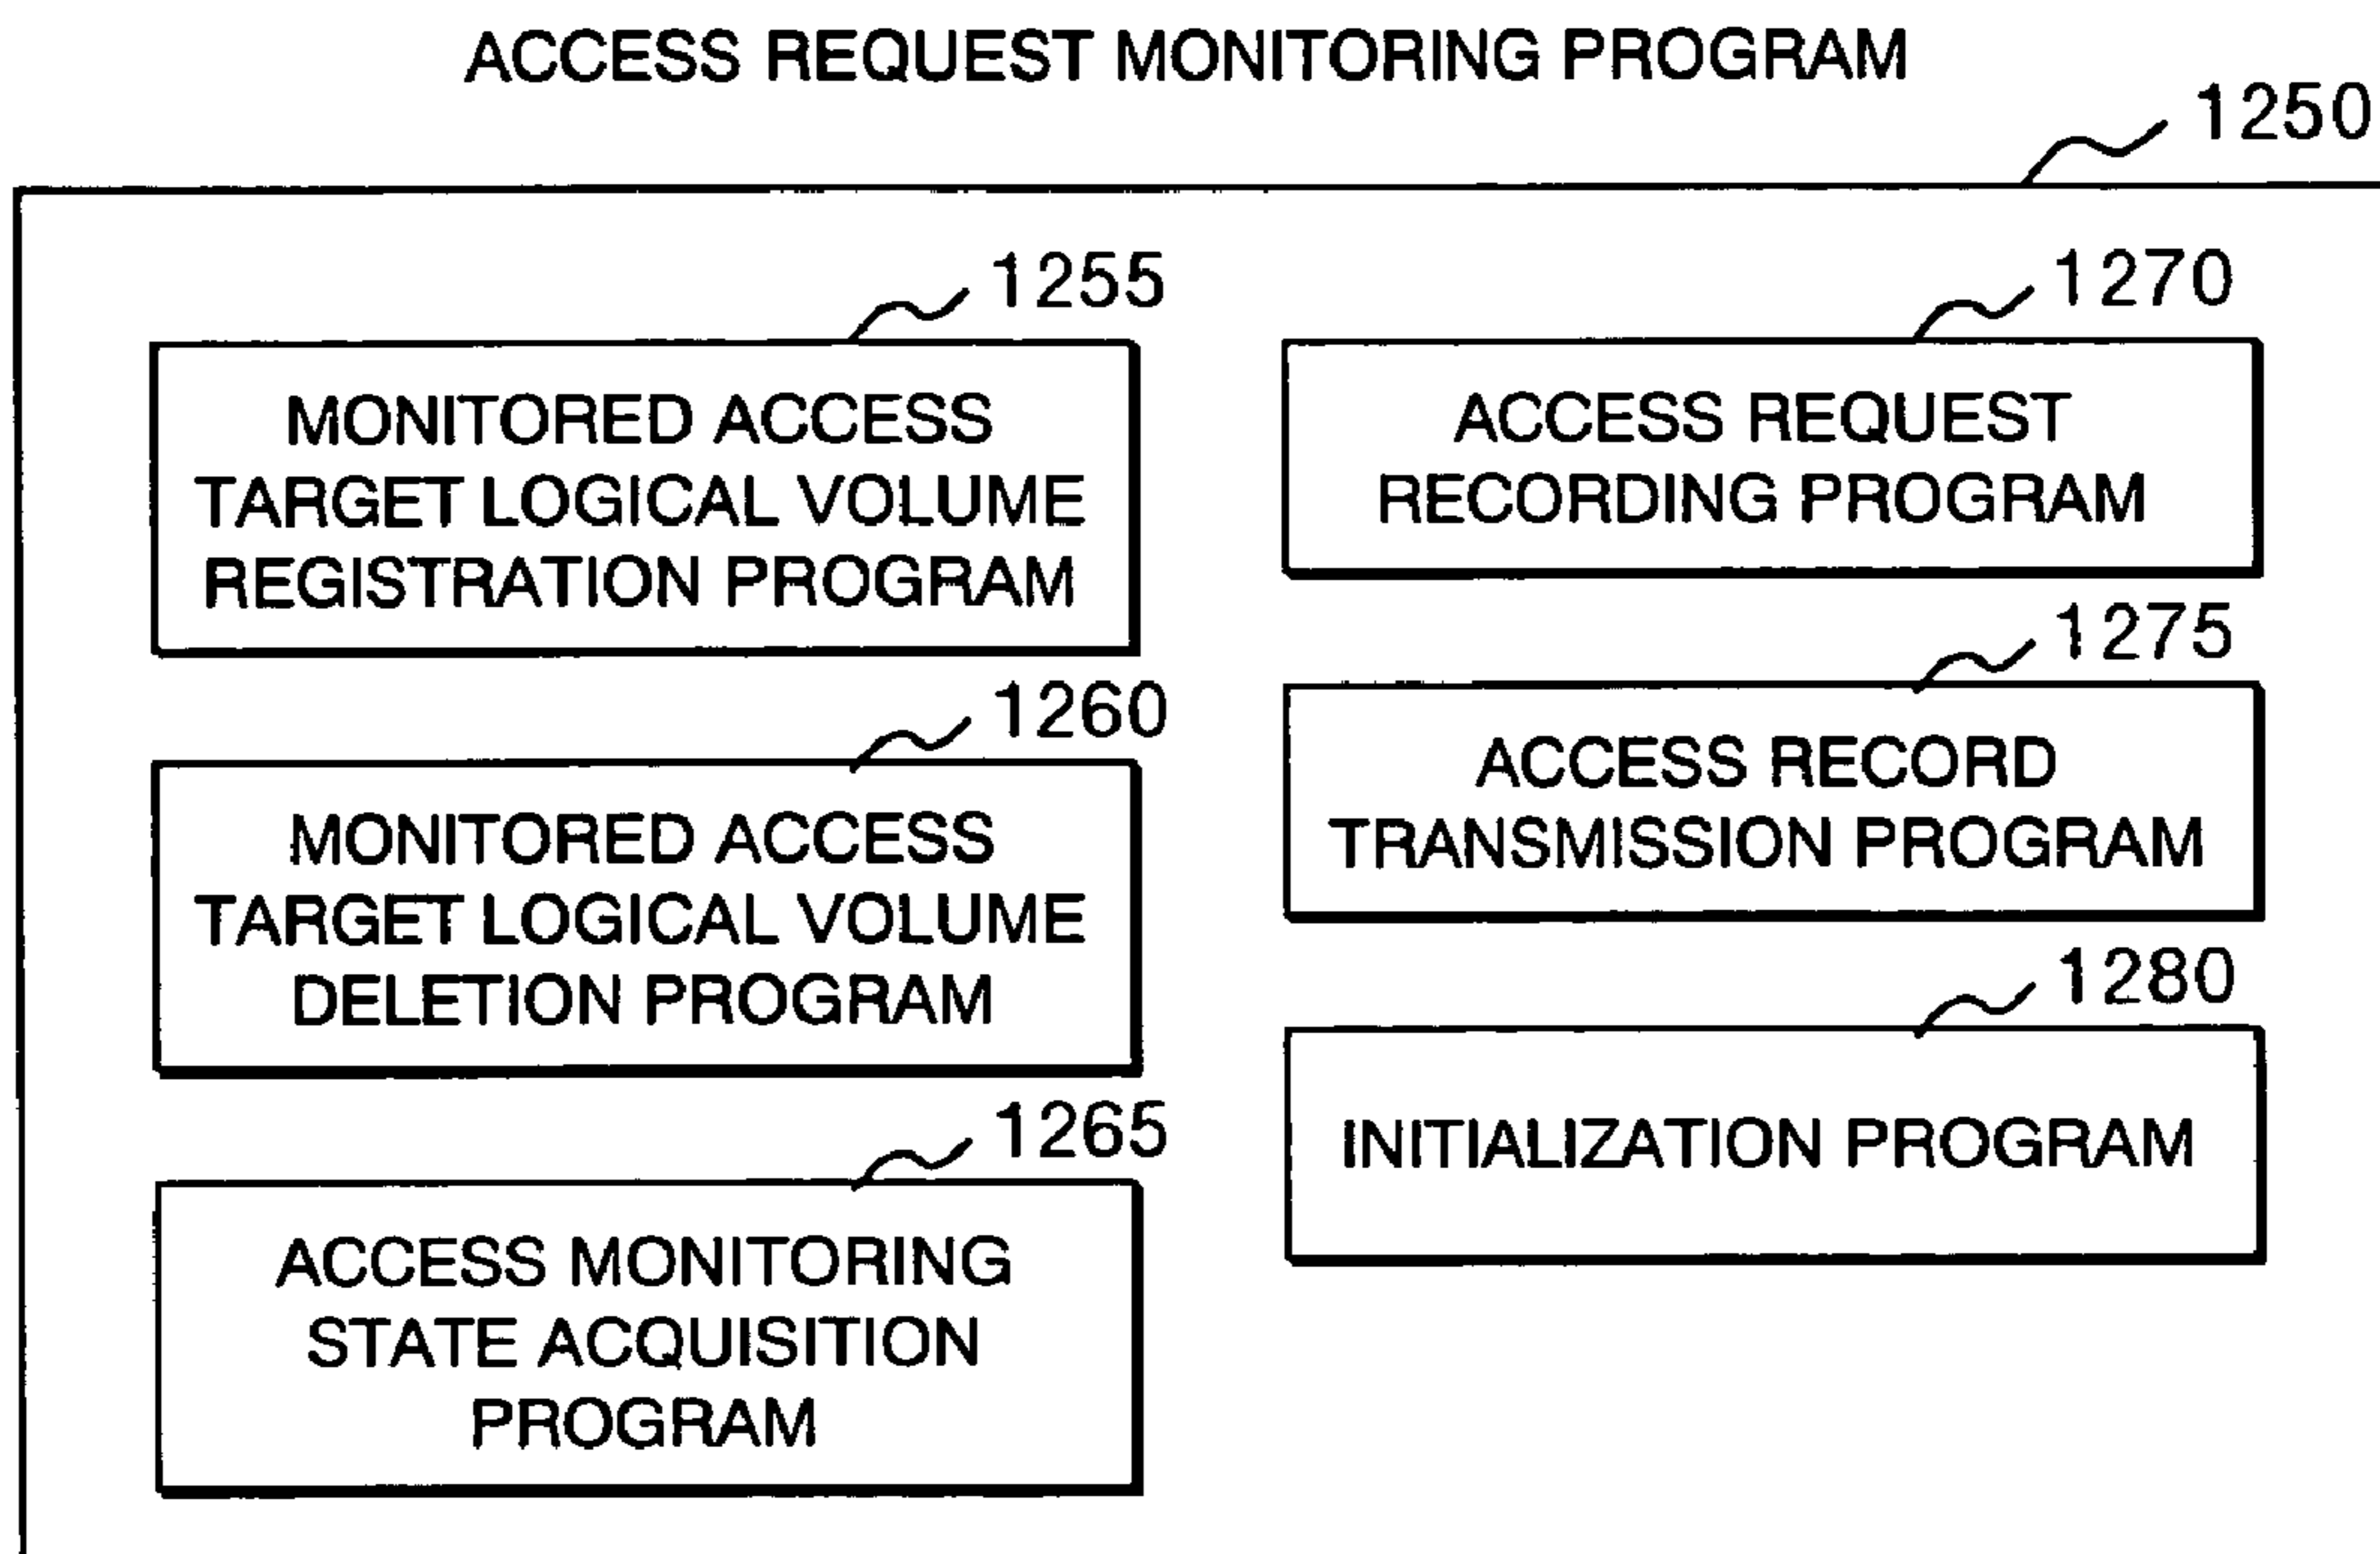 ACCESS REQUEST MONITORING PROGRAM
1250
1255
MONITORED ACCESS
TARGET LOGICAL VOLUME
REGISTRATION PROGRAM
1260
MONITORED ACCESS
TARGET LOGICAL VOLUME
DELETION PROGRAM
1265
ACCESS MONITORING
STATE ACQUISITION
PROGRAM
1270
ACCESS REQUEST
RECORDING PROGRAM
1275
ACCESS RECORD
TRANSMISSION PROGRAM
1280
INITIALIZATION PROGRAM